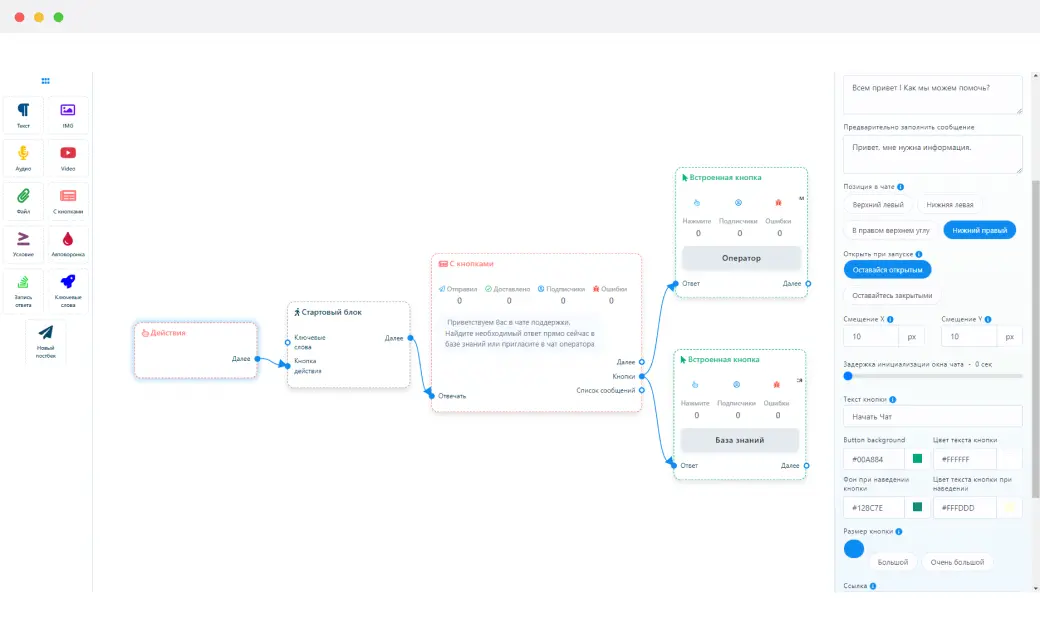 Текст
IMG
Аудио
Video
Файл
С кнопками
Условие
Автоворонка
Запись
ответа
Ключевые
слова
Новый
постбек
Действия
Далее
Стартовый блок
Ключевые
слова
Далее
Кнопка
действия
С кнопками
Отправки
Доставлено
Подписчики
Ошибки
0
0
0
0
Приветствуем Вас в чате поддержки.
Найдите необходимый ответ прямо сейчас в
базе знаний или пригласите в чат оператора
Далее
Кнопки
Список сообщений
Отвечать
Встроенная кнопка
Нажмите
Подписчики
Ошибки
0
0
0
Оператор
Ответ
Далее
Встроенная кнопка
Нажмите
Подписчики
Ошибки
0
0
0
База знаний
Ответ
Далее
Всем привет ! Как мы можем помочь?
Предварительно заполнить сообщение
Привет. мне нужна информация.
Позиция в чате
Верхний левый
Нижняя левая
В правом верхнем углу
Нижний правый
Открыть при запуске
Оставайся открытым
Оставайтесь закрытыми
Смещение X
Смещение Y
10 px
10 px
Задержка инициализации окна чата - 0 сек
Текст кнопки
Начать Чат
Button background
Цвет текста кнопки
#00A884
#FFFFFF
Фон при наведении
кнопки
Цвет текста кнопки при
наведении
#128C7E
#FFFDDD
Размер кнопки
Большой
Очень большой
Ссылка